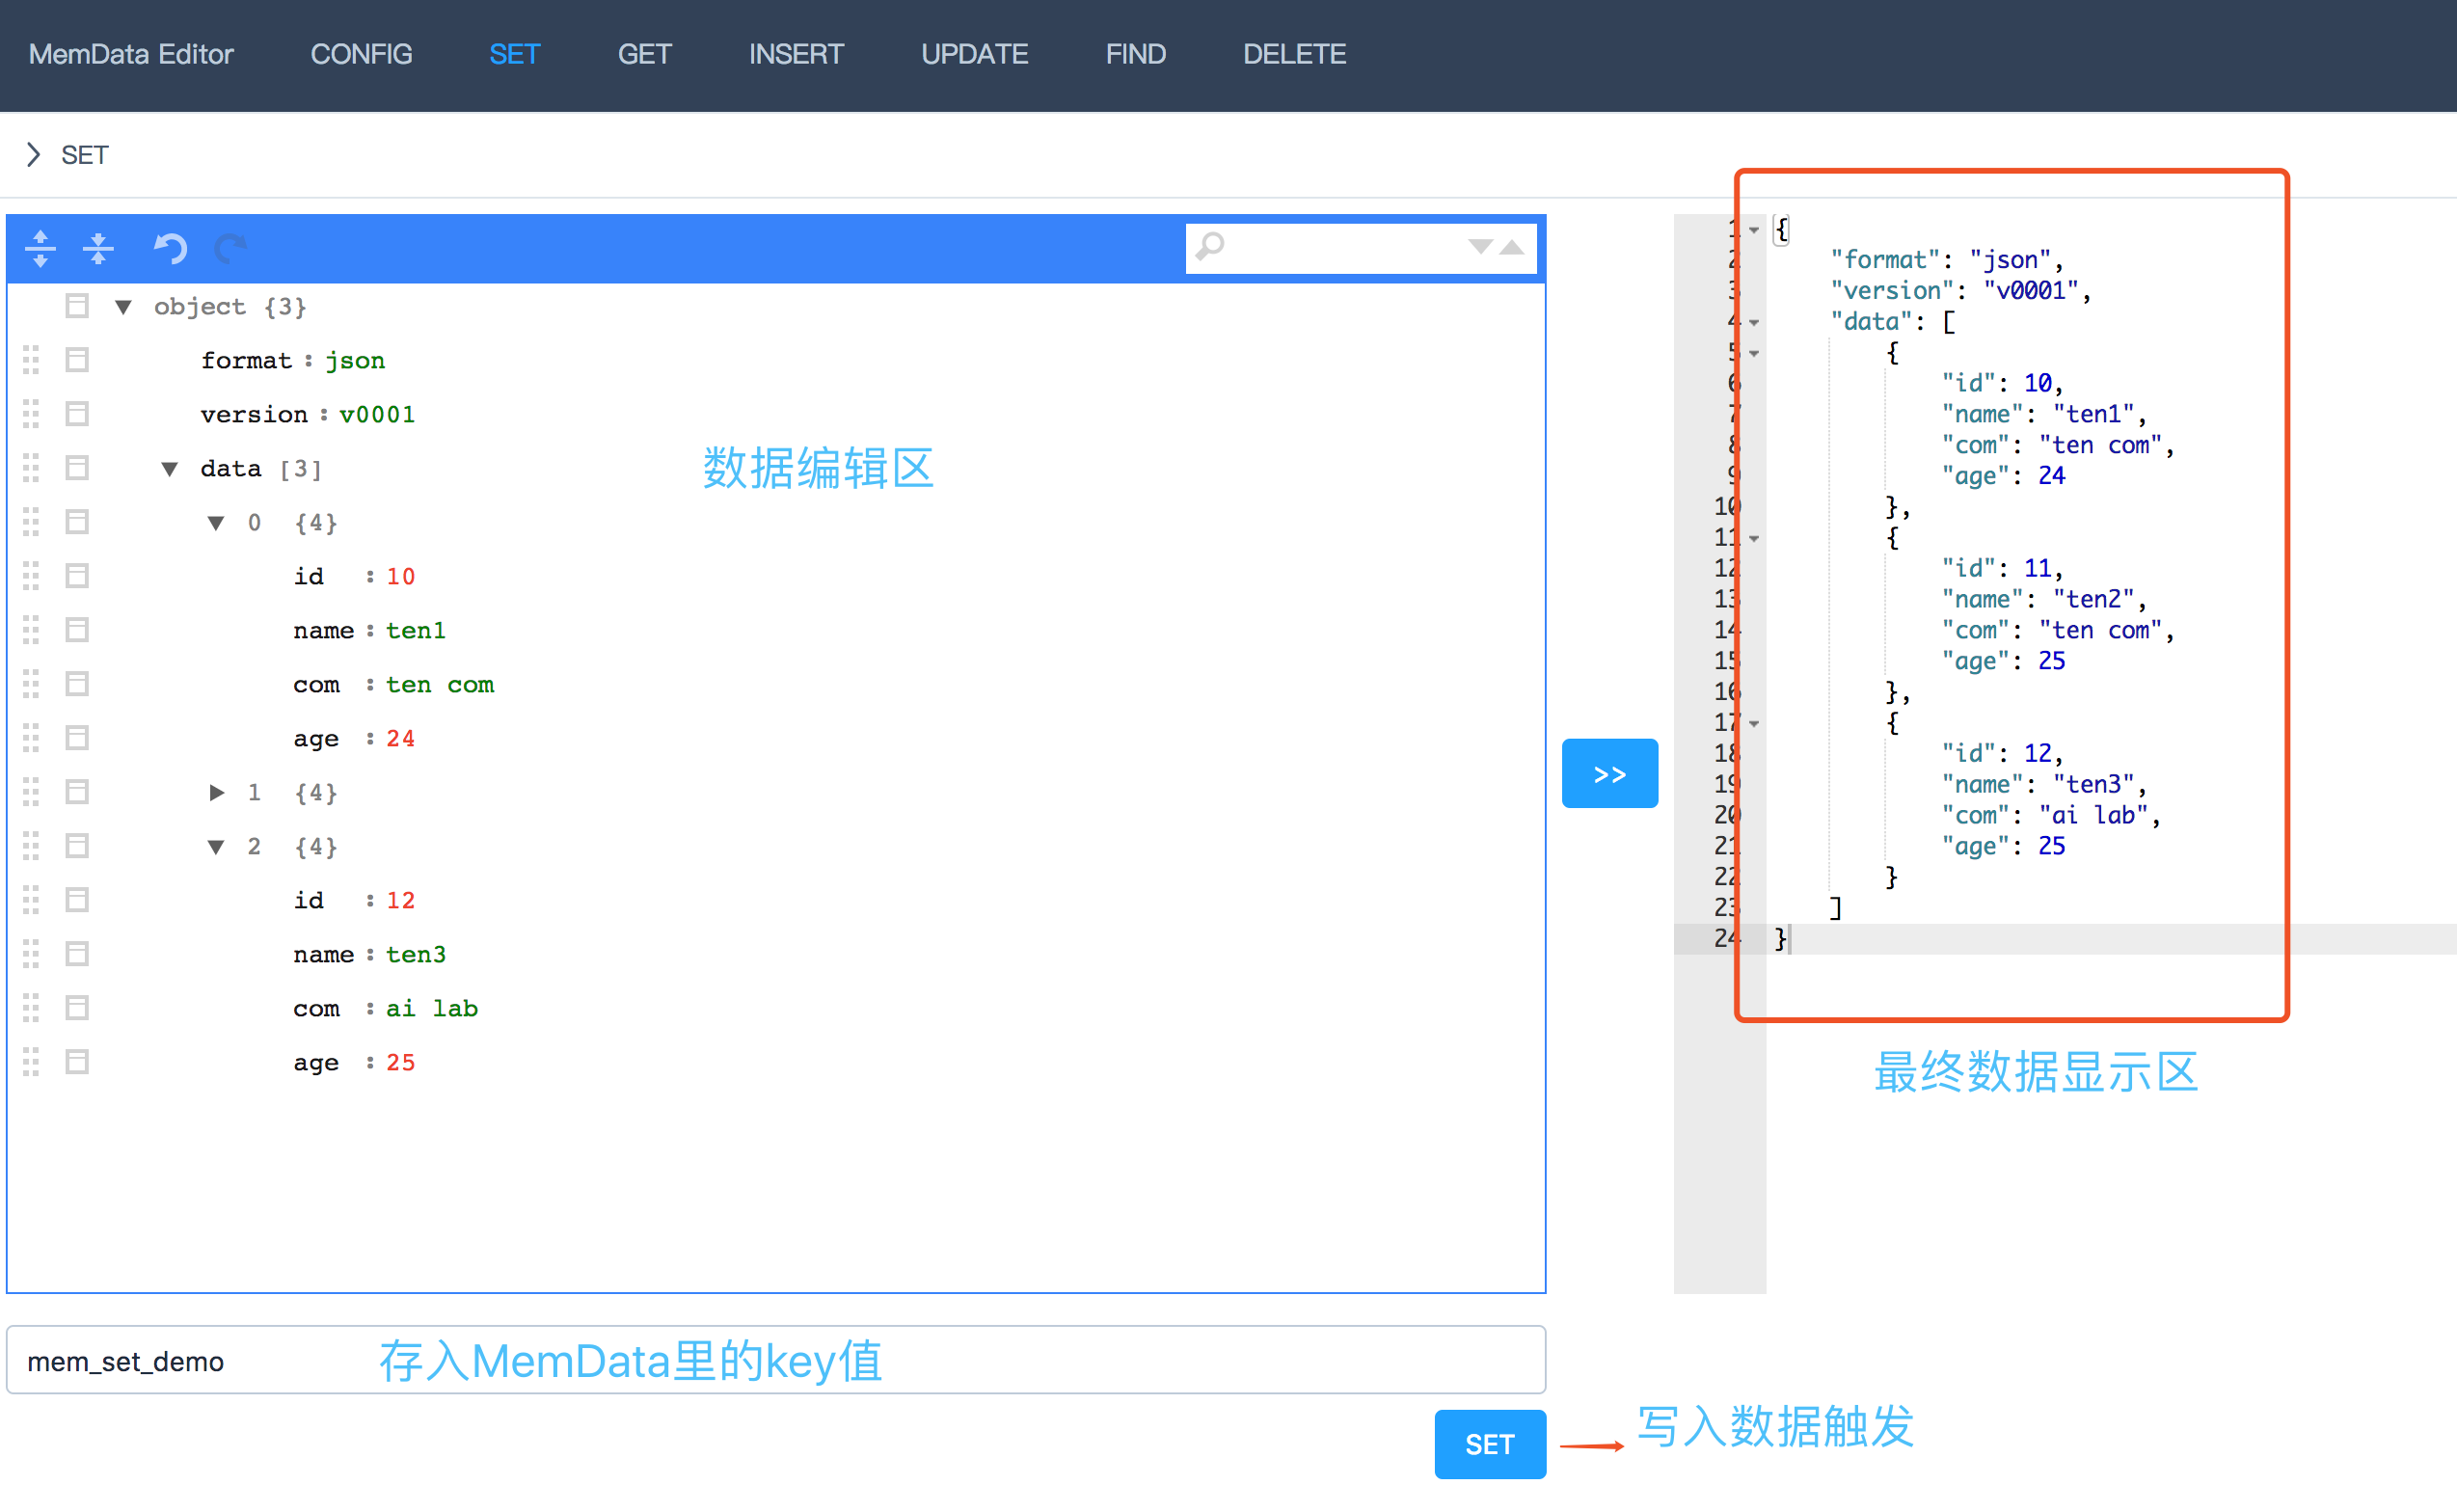 MemData Editor CONFIG SET GET INSERT UPDATE FIND DELETE
SET
object {3}
format : json
version : v0001
data [3]
0 {4}
id : 10
name : ten1
com : ten com
age : 24
1 {4}
2 {4}
id : 12
name : ten3
com : ai lab
age : 25
数据编辑区
>>
1 {
2 "format": "json",
3 "version": "v0001",
4 "data": [
5 {
6 "id": 10,
7 "name": "ten1",
8 "com": "ten com",
9 "age": 24
10 },
11 {
12 "id": 11,
13 "name": "ten2",
14 "com": "ten com",
15 "age": 25
16 },
17 {
18 "id": 12,
19 "name": "ten3",
20 "com": "ai lab",
21 "age": 25
22 }
23 ]
24 }
最终数据显示区
mem_set_demo 存入MemData里的key值
SET 写入数据触发